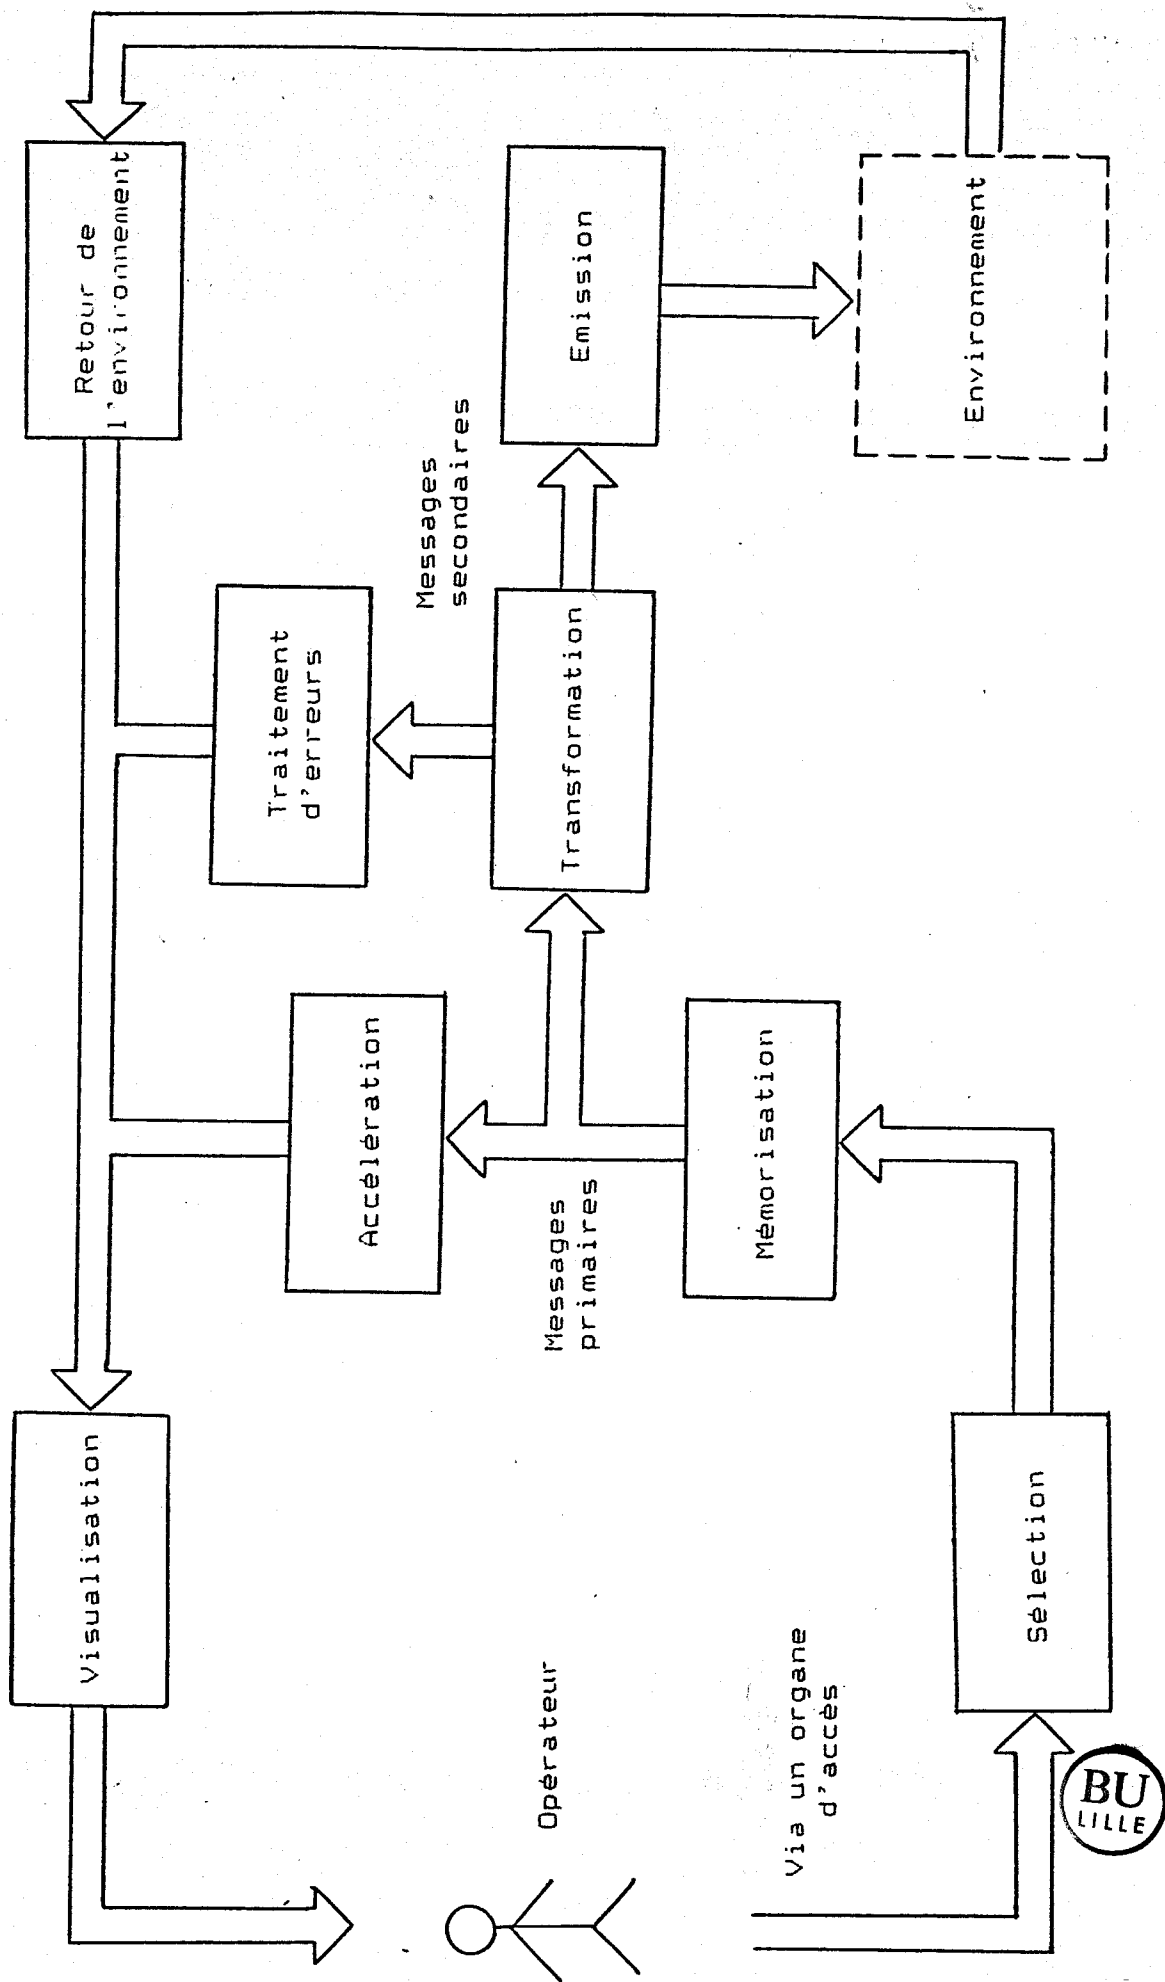 Visualisation
Retour de
l'environnement
Traitement
d'erreurs
Accélération
Messages
secondaires
Opérateur
Messages
primaires
Transformation
Emission
Mémorisation
Via un organe
d'accès
Sélection
Environnement
BU
LILLE